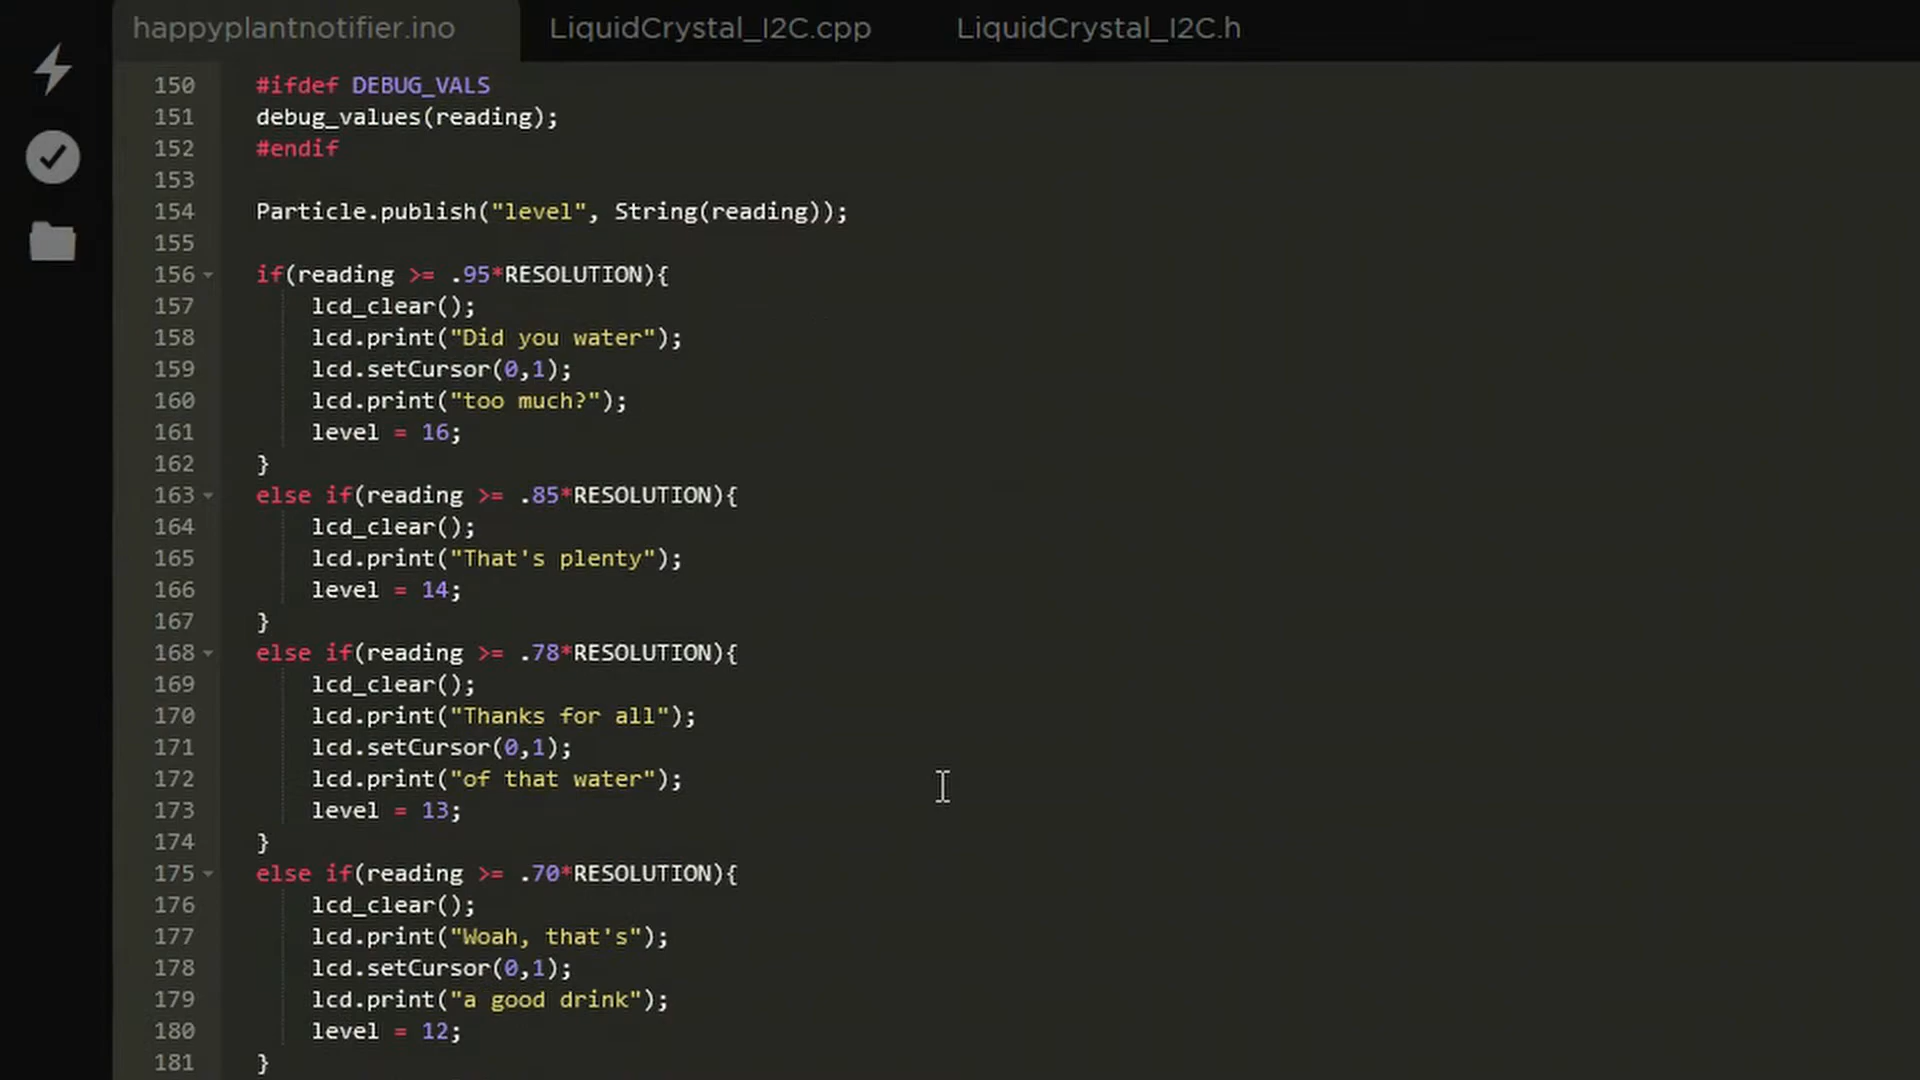 happyplantnotifier.ino LiquidCrystal_I2C.cpp LiquidCrystal_I2C.h
150 #ifdef DEBUG_VALS
151 debug_values(reading);
152 #endif
153
154 Particle.publish("level", String(reading));
155
156 if(reading >= .95*RESOLUTION){
157 lcd_clear();
158 lcd.print("Did you water");
159 lcd.setCursor(0,1);
160 lcd.print("too much?");
161 level = 16;
162 }
163 else if(reading >= .85*RESOLUTION){
164 lcd_clear();
165 lcd.print("That's plenty");
166 level = 14;
167 }
168 else if(reading >= .78*RESOLUTION){
169 lcd_clear();
170 lcd.print("Thanks for all");
171 lcd.setCursor(0,1);
172 lcd.print("of that water");
173 level = 13;
174 }
175 else if(reading >= .70*RESOLUTION){
176 lcd_clear();
177 lcd.print("Woah, that's");
178 lcd.setCursor(0,1);
179 lcd.print("a good drink");
180 level = 12;
181 }